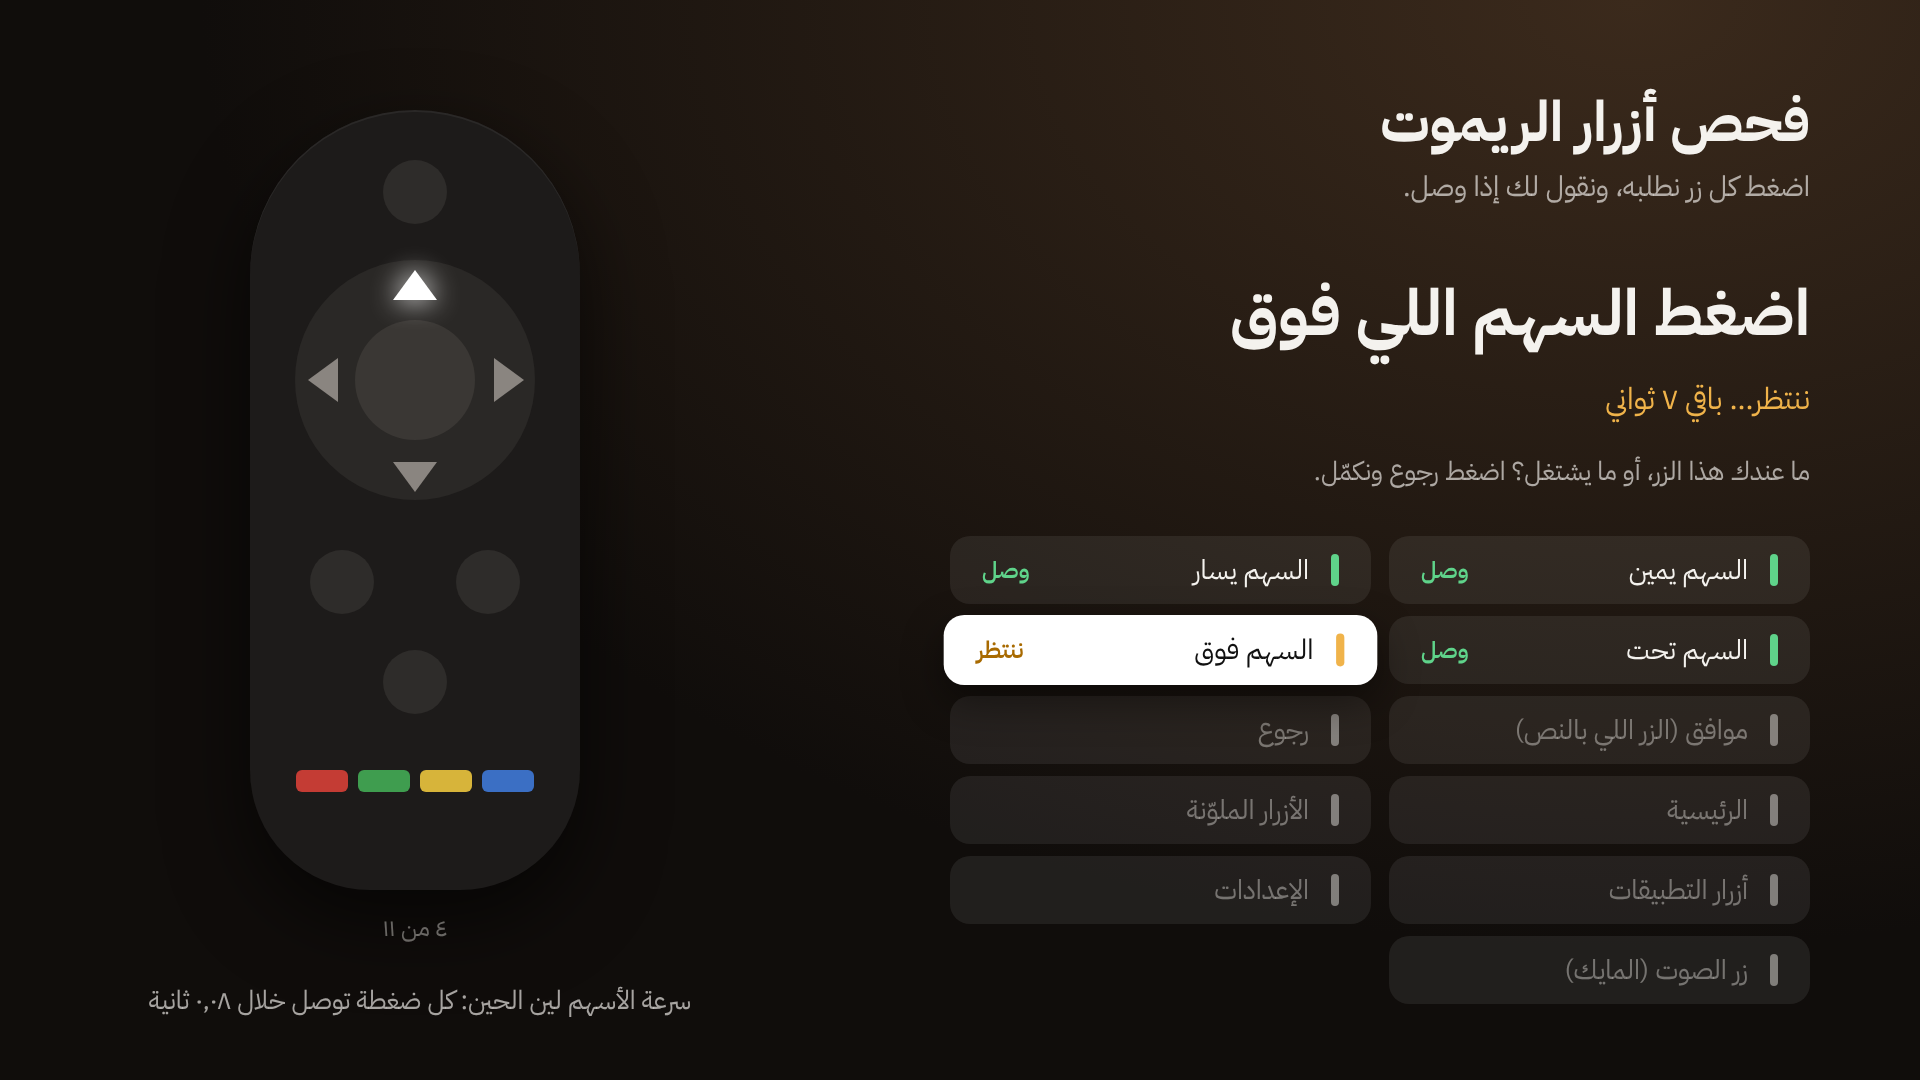 فحص أزرار الريموت
اضغط كل زر نطلبه، ونقول لك إذا وصل.
اضغط السهم اللي فوق
ننتظر... باقي ٧ ثواني
ما عندك هذا الزر، أو ما يشتغل؟ اضغط رجوع ونكمّل.
السهم يمين وصل
السهم يسار وصل
السهم تحت وصل
السهم فوق ننتظر
موافق (الزر اللي بالنص)
رجوع
الرئيسية
الأزرار الملوّنة
أزرار التطبيقات
الإعدادات
زر الصوت (المايك)
٤ من ١١
سرعة الأسهم لين الحين: كل ضغطة توصل خلال ٠,٠٨ ثانية